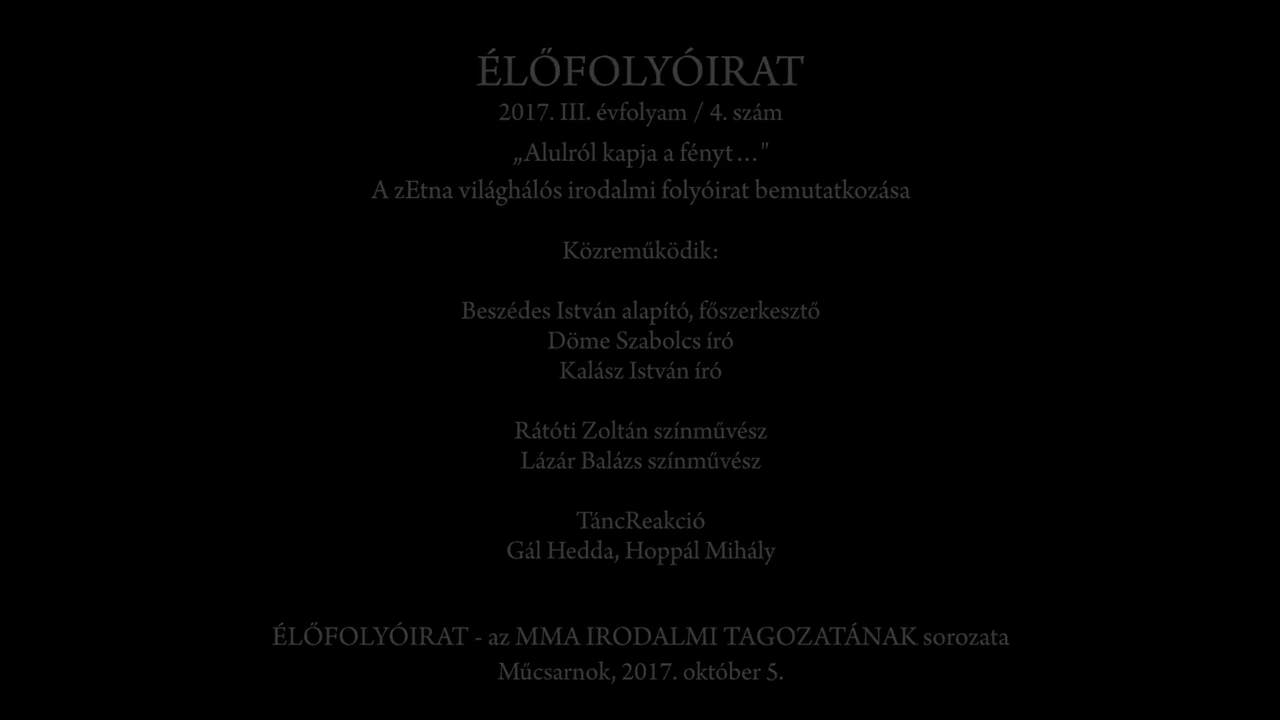 ÉLŐFOLYÓIRAT
2017. III. évfolyam / 4. szám
„Alulról kapja a fényt…"
A zEtna világhálós irodalmi folyóirat bemutatkozása
Közreműködik:
Beszédes István alapító, főszerkesztő
Döme Szabolcs író
Kalász István író
Rátóti Zoltán színművész
Lázár Balázs színművész
TáncReakció
Gál Hedda, Hoppál Mihály
ÉLŐFOLYÓIRAT - az MMA IRODALMI TAGOZATÁNAK sorozata
Műcsarnok, 2017. október 5.